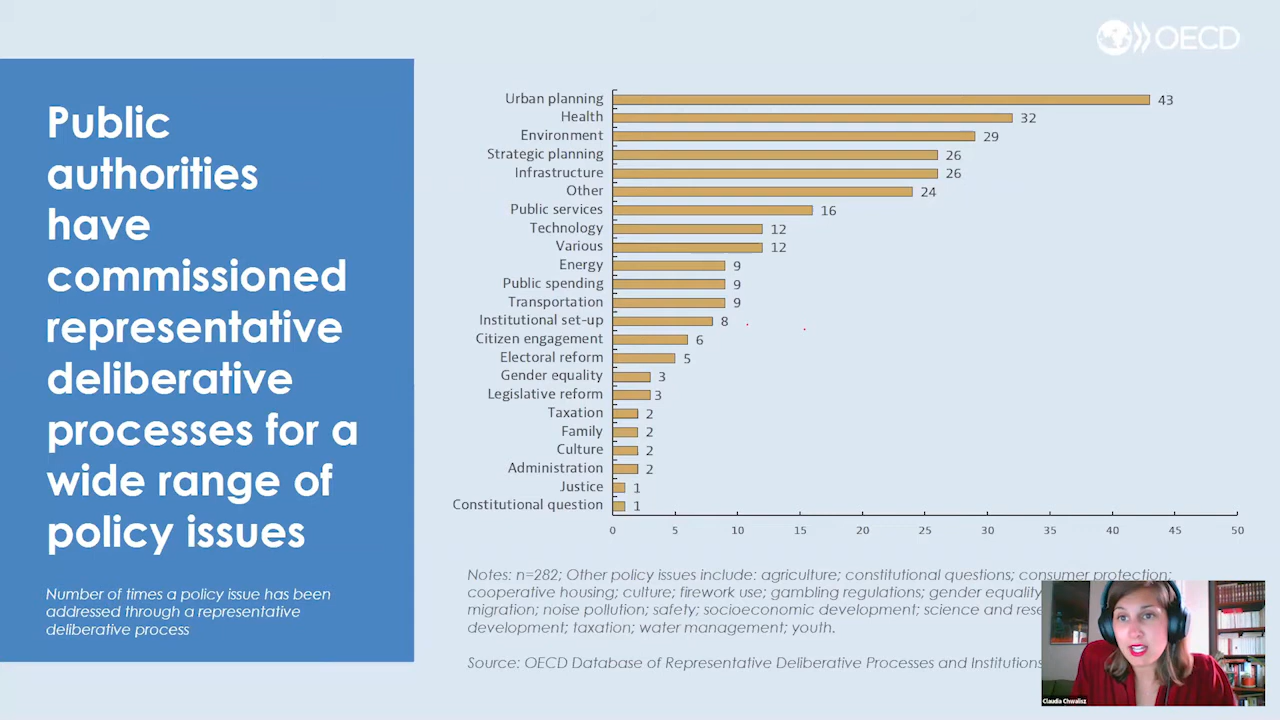 OECD
Public
authorities
have
commissioned
representative
deliberative
processes for a
wide range of
policy issues
Number of times a policy issue has been
addressed through a representative
deliberative process
Urban planning 43
Health 32
Environment 29
Strategic planning 26
Infrastructure 26
Other 24
Public services 16
Technology 12
Various 12
Energy 9
Public spending 9
Transportation 9
Institutional set-up 8
Citizen engagement 6
Electoral reform 5
Gender equality 3
Legislative reform 3
Taxation 2
Family 2
Culture 2
Administration 2
Justice 1
Constitutional question 1
0 5 10 15 20 25 30 35 40 45 50
Notes: n=282; Other policy issues include: agriculture; constitutional questions; consumer protection;
cooperative housing; culture; firework use; gambling regulations; gender equality
migration; noise pollution; safety; socioeconomic development; science and
development; taxation; water management; youth.
Source: OECD Database of Representative Deliberative Processes and Institutions
Claudia Chwalisz